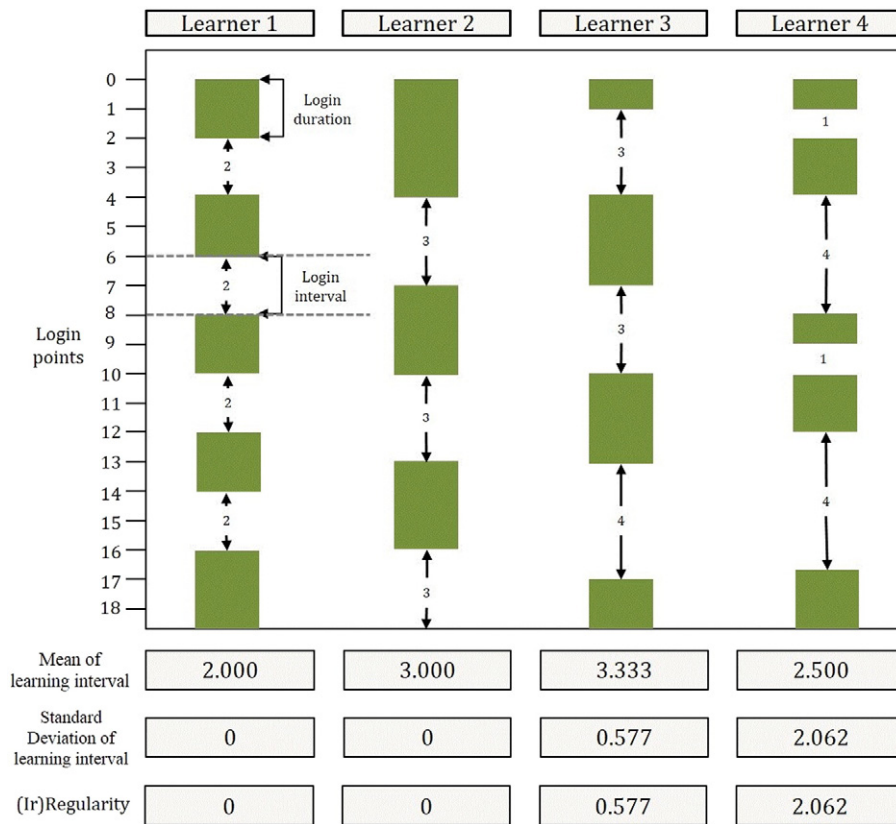 Learner 1
Learner 2
Learner 3
Learner 4
Login
points
0
1
2
3
4
5
6
7
8
9
10
11
12
13
14
15
16
17
18
Login
duration
2
2
Login
interval
2
2
3
3
3
3
3
4
1
4
1
4
Mean of
learning interval
2.000
3.000
3.333
2.500
Standard
Deviation of
learning interval
0
0
0.577
2.062
(Ir)Regularity
0
0
0.577
2.062